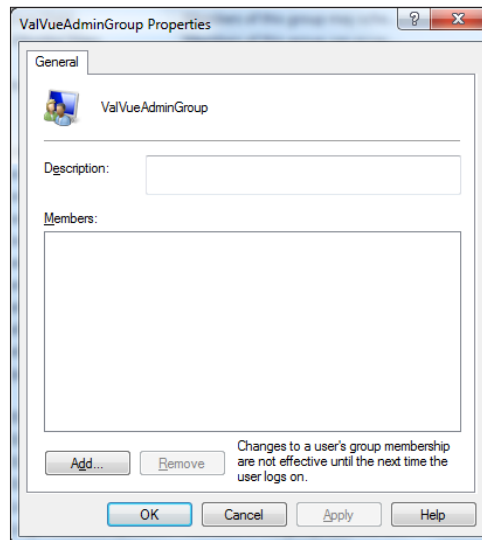 ValVueAdminGroup Properties
General
ValVueAdminGroup
Description:
Members:
Add...
Remove
Changes to a user's group membership
are not effective until the next time the
user logs on.
OK
Cancel
Apply
Help